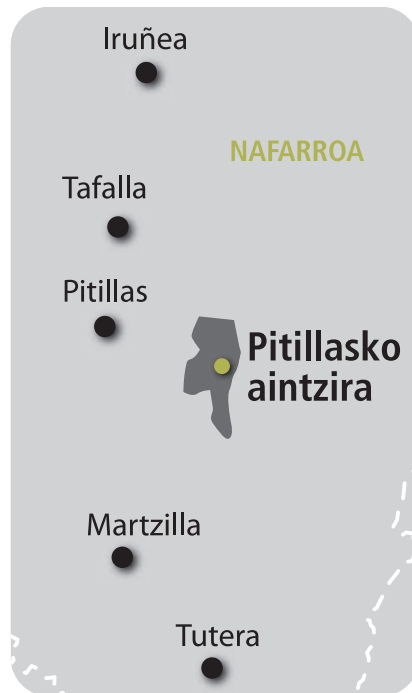 Iruñea
NAFARROA
Tafalla
Pitillas
Pitillasko
aintzira
Martzilla
Tutera